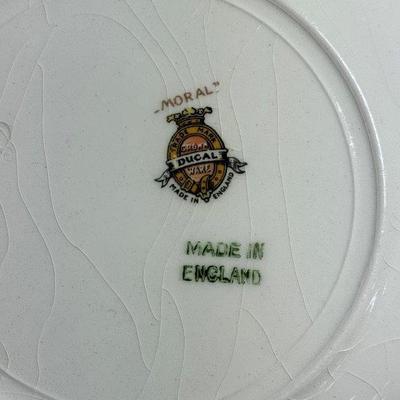 "MORAL"
TRADE MARK
DUCAL
WARE
MADE IN ENGLAND
MADE IN
ENGLAND